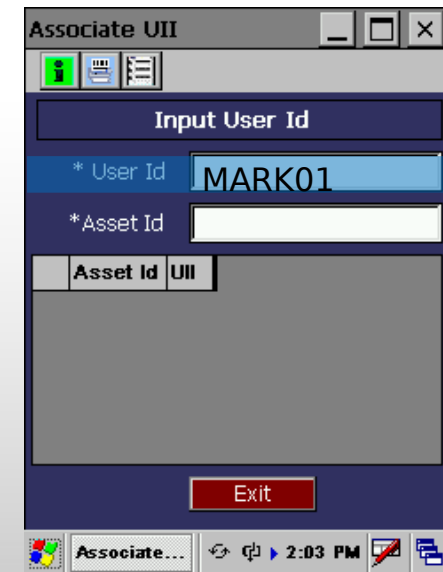 Associate UII
Input User Id
* User Id MARK01
*Asset Id
Asset Id UII
Exit
Associate... 2:03 PM